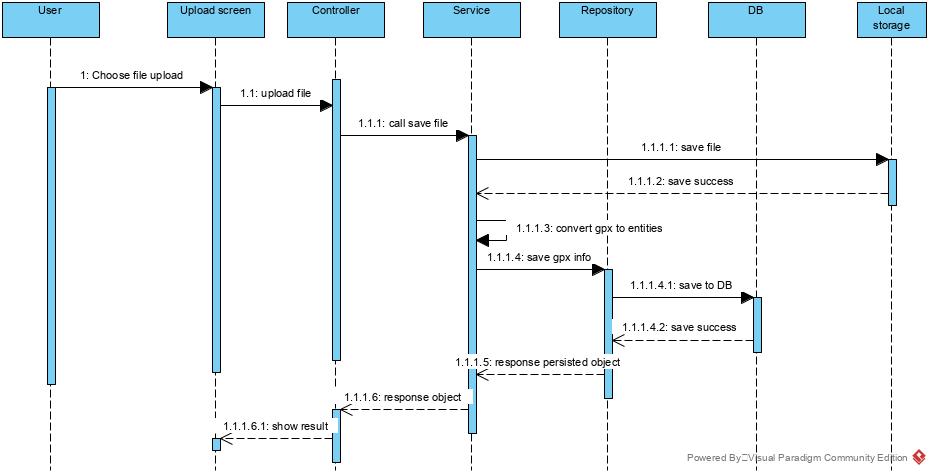 User
Upload screen
Controller
Service
Repository
DB
Local
storage
1: Choose file upload
1.1: upload file
1.1.1: call save file
1.1.1.1: save file
1.1.1.2: save success
1.1.1.3: convert gpx to entities
1.1.1.4: save gpx info
1.1.1.4.1: save to DB
1.1.1.4.2: save success
1.1.1.5: response persisted object
1.1.1.6: response object
1.1.1.6.1: show result
Powered By Visual Paradigm Community Edition